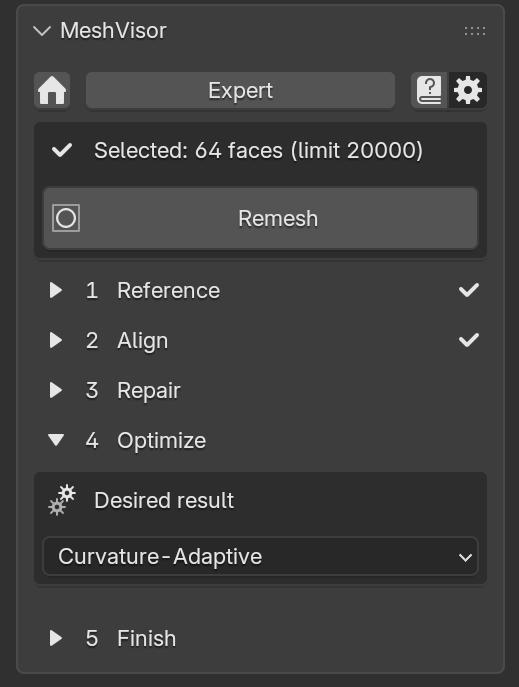 MeshVisor
Expert
Selected: 64 faces (limit 20000)
Remesh
1 Reference
2 Align
3 Repair
4 Optimize
Desired result
Curvature-Adaptive
5 Finish